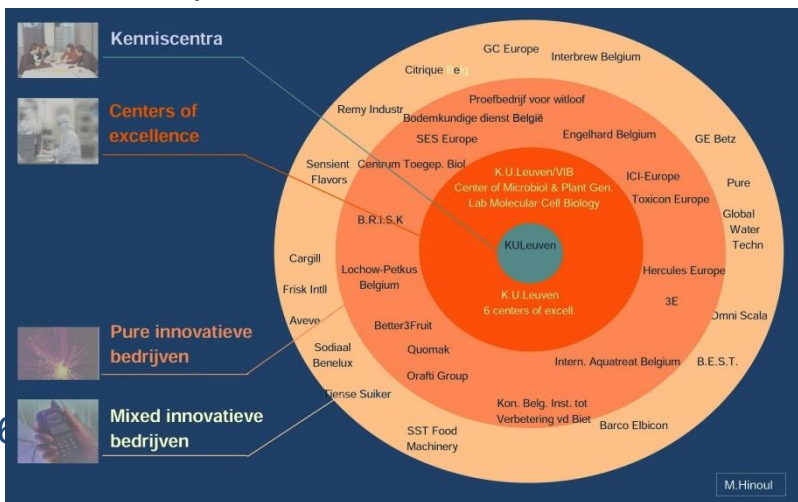 Kenniscentra
Centers of
excellence
Pure innovatieve
bedrijven
Mixed innovatieve
bedrijven
GC Europe
Interbrew Belgium
Citrique Belg
Proefbedrijf voor witloof
Remy Industr
Bodemkundige dienst België
SES Europe
Engelhard Belgium
GE Betz
Sensient
Flavors
Centrum Toegep. Biol
K.U.Leuven/VIB
Center of Microbiol & Plant Gen.
Lab Molecular Cell Biology
ICI-Europe
Toxicon Europe
Pure
Global
Water
Techn
B.R.I.S.K
KULeuven
Cargill
Lochow-Petkus
Belgium
Hercules Europe
Frisk Intll
K.U.Leuven
6 centers of excell.
3E
Aveve
Better3Fruit
Omni Scala
Sodiaal
Benelux
Quomak
Intern. Aquatreat Belgium
B.E.S.T.
Orafti Group
Tiense Suiker
Kon. Belg. Inst. tot
Verbetering vd Biet
Barco Elbicon
SST Food
Machinery
M.Hinoul